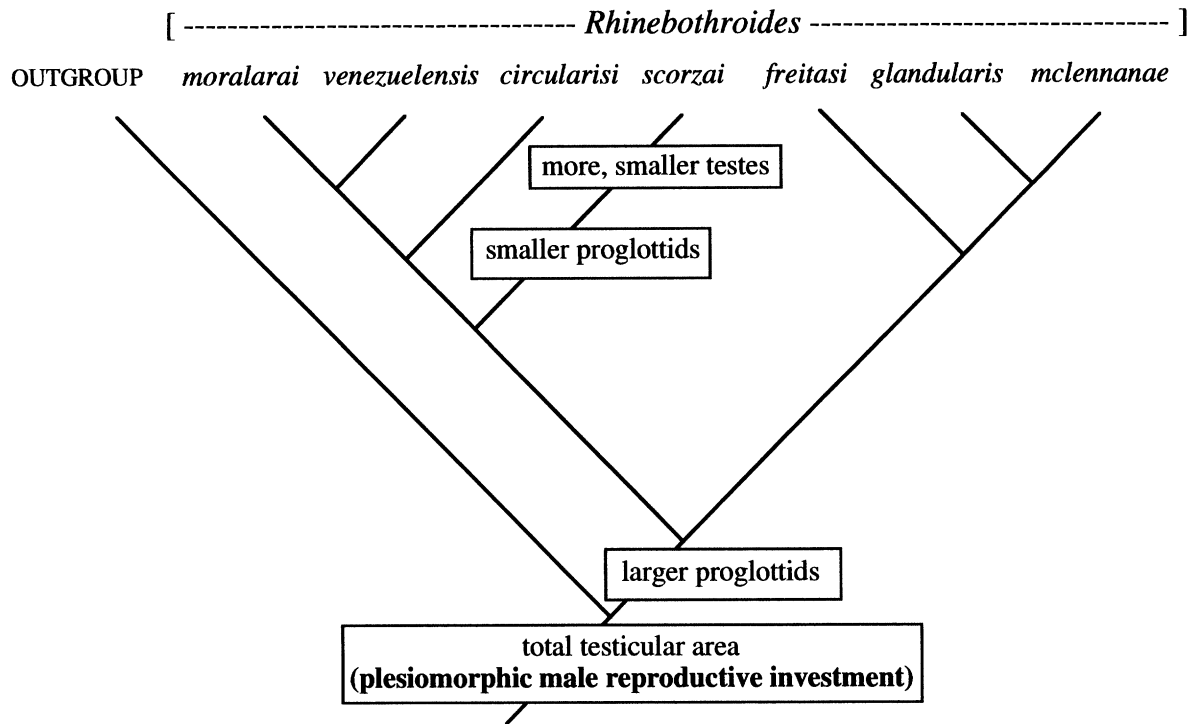 [ ---------------------------------------- Rhinebothroides ------------------------------------- ]
OUTGROUP moralarai venezuelensis circularisi scorzai freitasi glandularis mclennanae
more, smaller testes
smaller proglottids
larger proglottids
total testicular area
(plesiomorphic male reproductive investment)